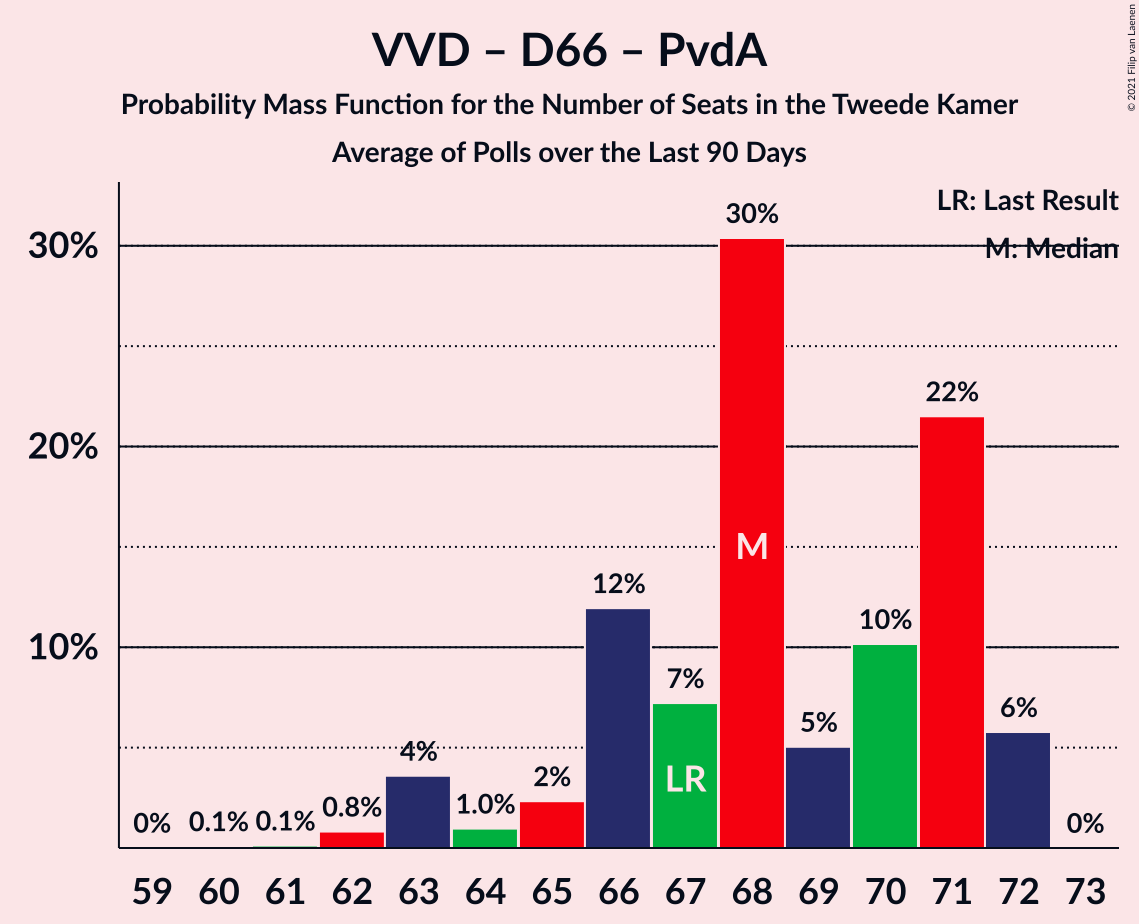 VVD – D66 – PvdA
Probability Mass Function for the Number of Seats in the Tweede Kamer
Average of Polls over the Last 90 Days
© 2021 Filip van Laenen
LR: Last Result
M: Median
30%
20%
10%
0% 0.1% 0.1% 0.8% 4% 1.0% 2% 12% 7% 30% 5% 10% 22% 6% 0%
LR M
59 60 61 62 63 64 65 66 67 68 69 70 71 72 73